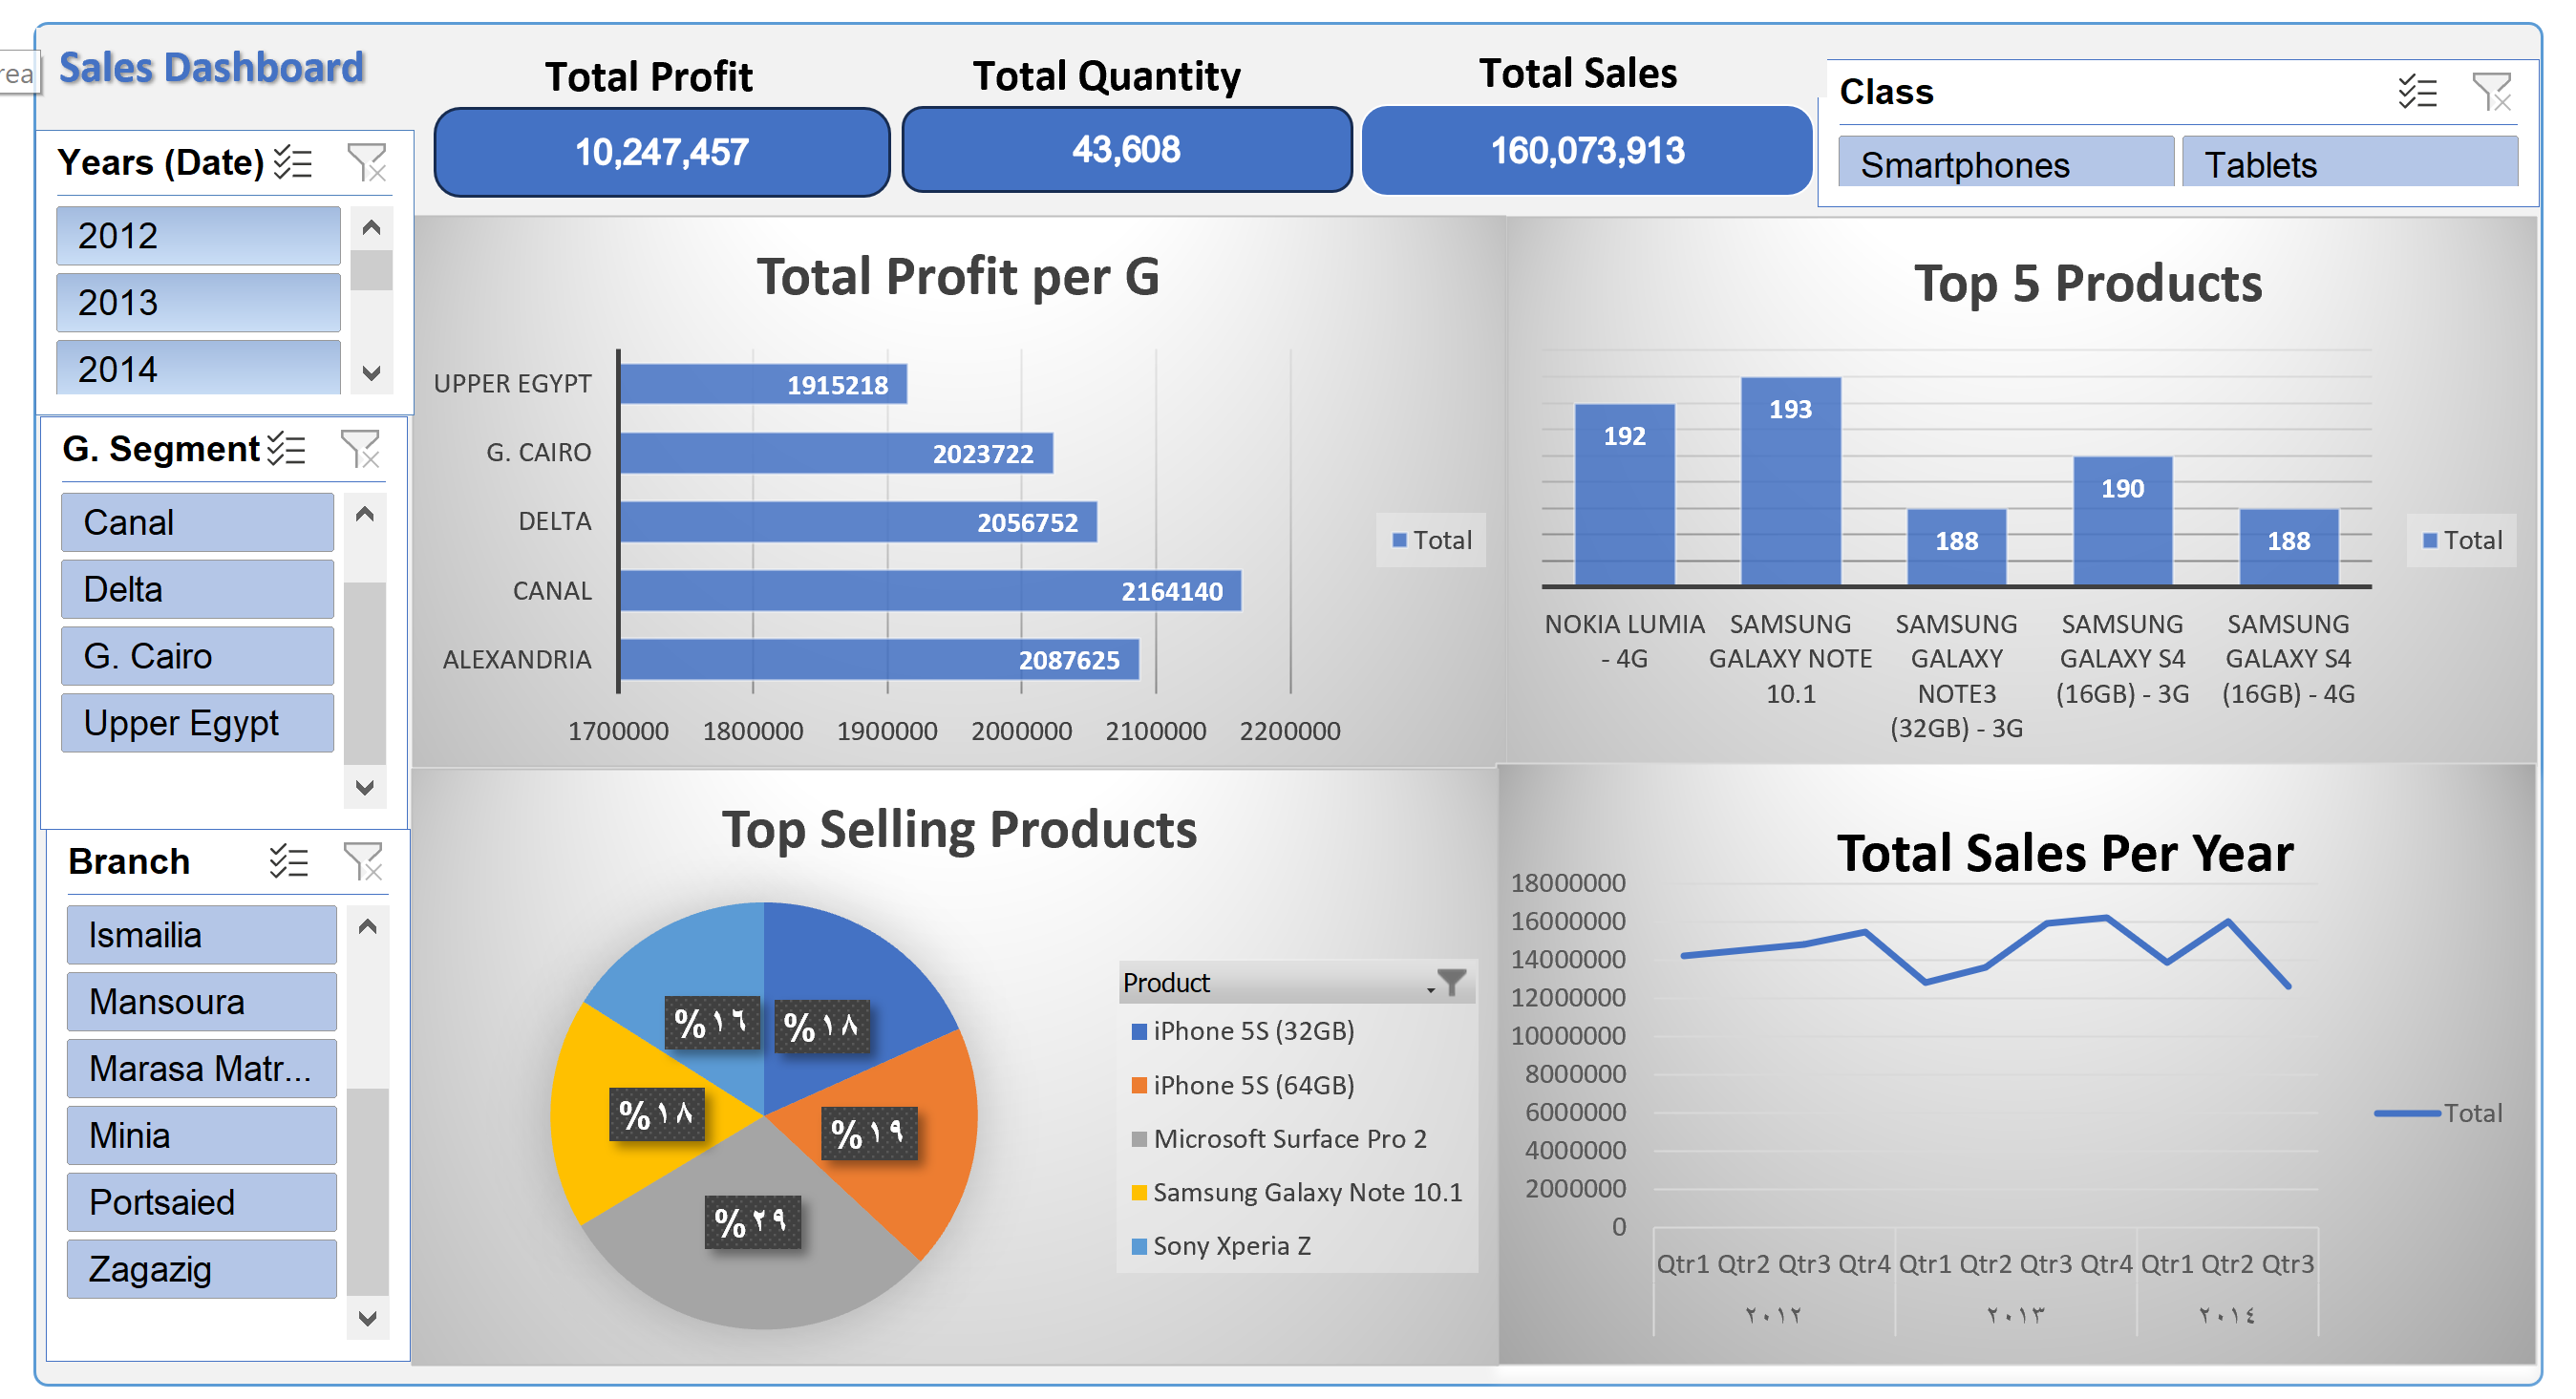 rea
Sales Dashboard
Total Profit
10,247,457
Total Quantity
43,608
Total Sales
160,073,913
Class
Smartphones
Tablets
Years (Date)
2012
2013
2014
G. Segment
Canal
Delta
G. Cairo
Upper Egypt
Branch
Ismailia
Mansoura
Marasa Matr...
Minia
Portsaied
Zagazig
Total Profit per G
UPPER EGYPT
1915218
G. CAIRO
2023722
DELTA
2056752
CANAL
2164140
ALEXANDRIA
2087625
1700000 1800000 1900000 2000000 2100000 2200000
Total
Top 5 Products
192
193
188
190
188
NOKIA LUMIA
- 4G
SAMSUNG
GALAXY NOTE
10.1
SAMSUNG
GALAXY
NOTE3
(32GB) - 3G
SAMSUNG
GALAXY S4
(16GB) - 3G
SAMSUNG
GALAXY S4
(16GB) - 4G
Total
Top Selling Products
%١٦
%١٨
%١٨
%١٩
%٢٩
Product
iPhone 5S (32GB)
iPhone 5S (64GB)
Microsoft Surface Pro 2
Samsung Galaxy Note 10.1
Sony Xperia Z
Total Sales Per Year
18000000
16000000
14000000
12000000
10000000
8000000
6000000
4000000
2000000
0
Qtr1 Qtr2 Qtr3 Qtr4 Qtr1 Qtr2 Qtr3 Qtr4 Qtr1 Qtr2 Qtr3
٢٠١٢ ٢٠١٣ ٢٠١٤
Total